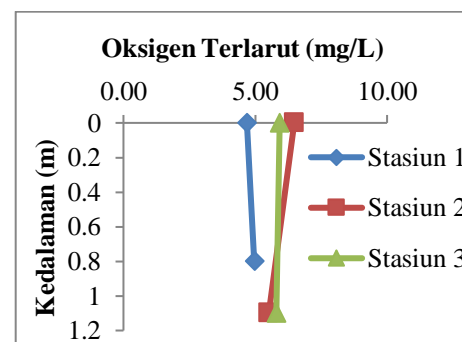 Oksigen Terlarut (mg/L)
0.00 5.00 10.00
Kedalaman (m)
0
0.2
0.4
0.6
0.8
1
1.2
Stasiun 1
Stasiun 2
Stasiun 3